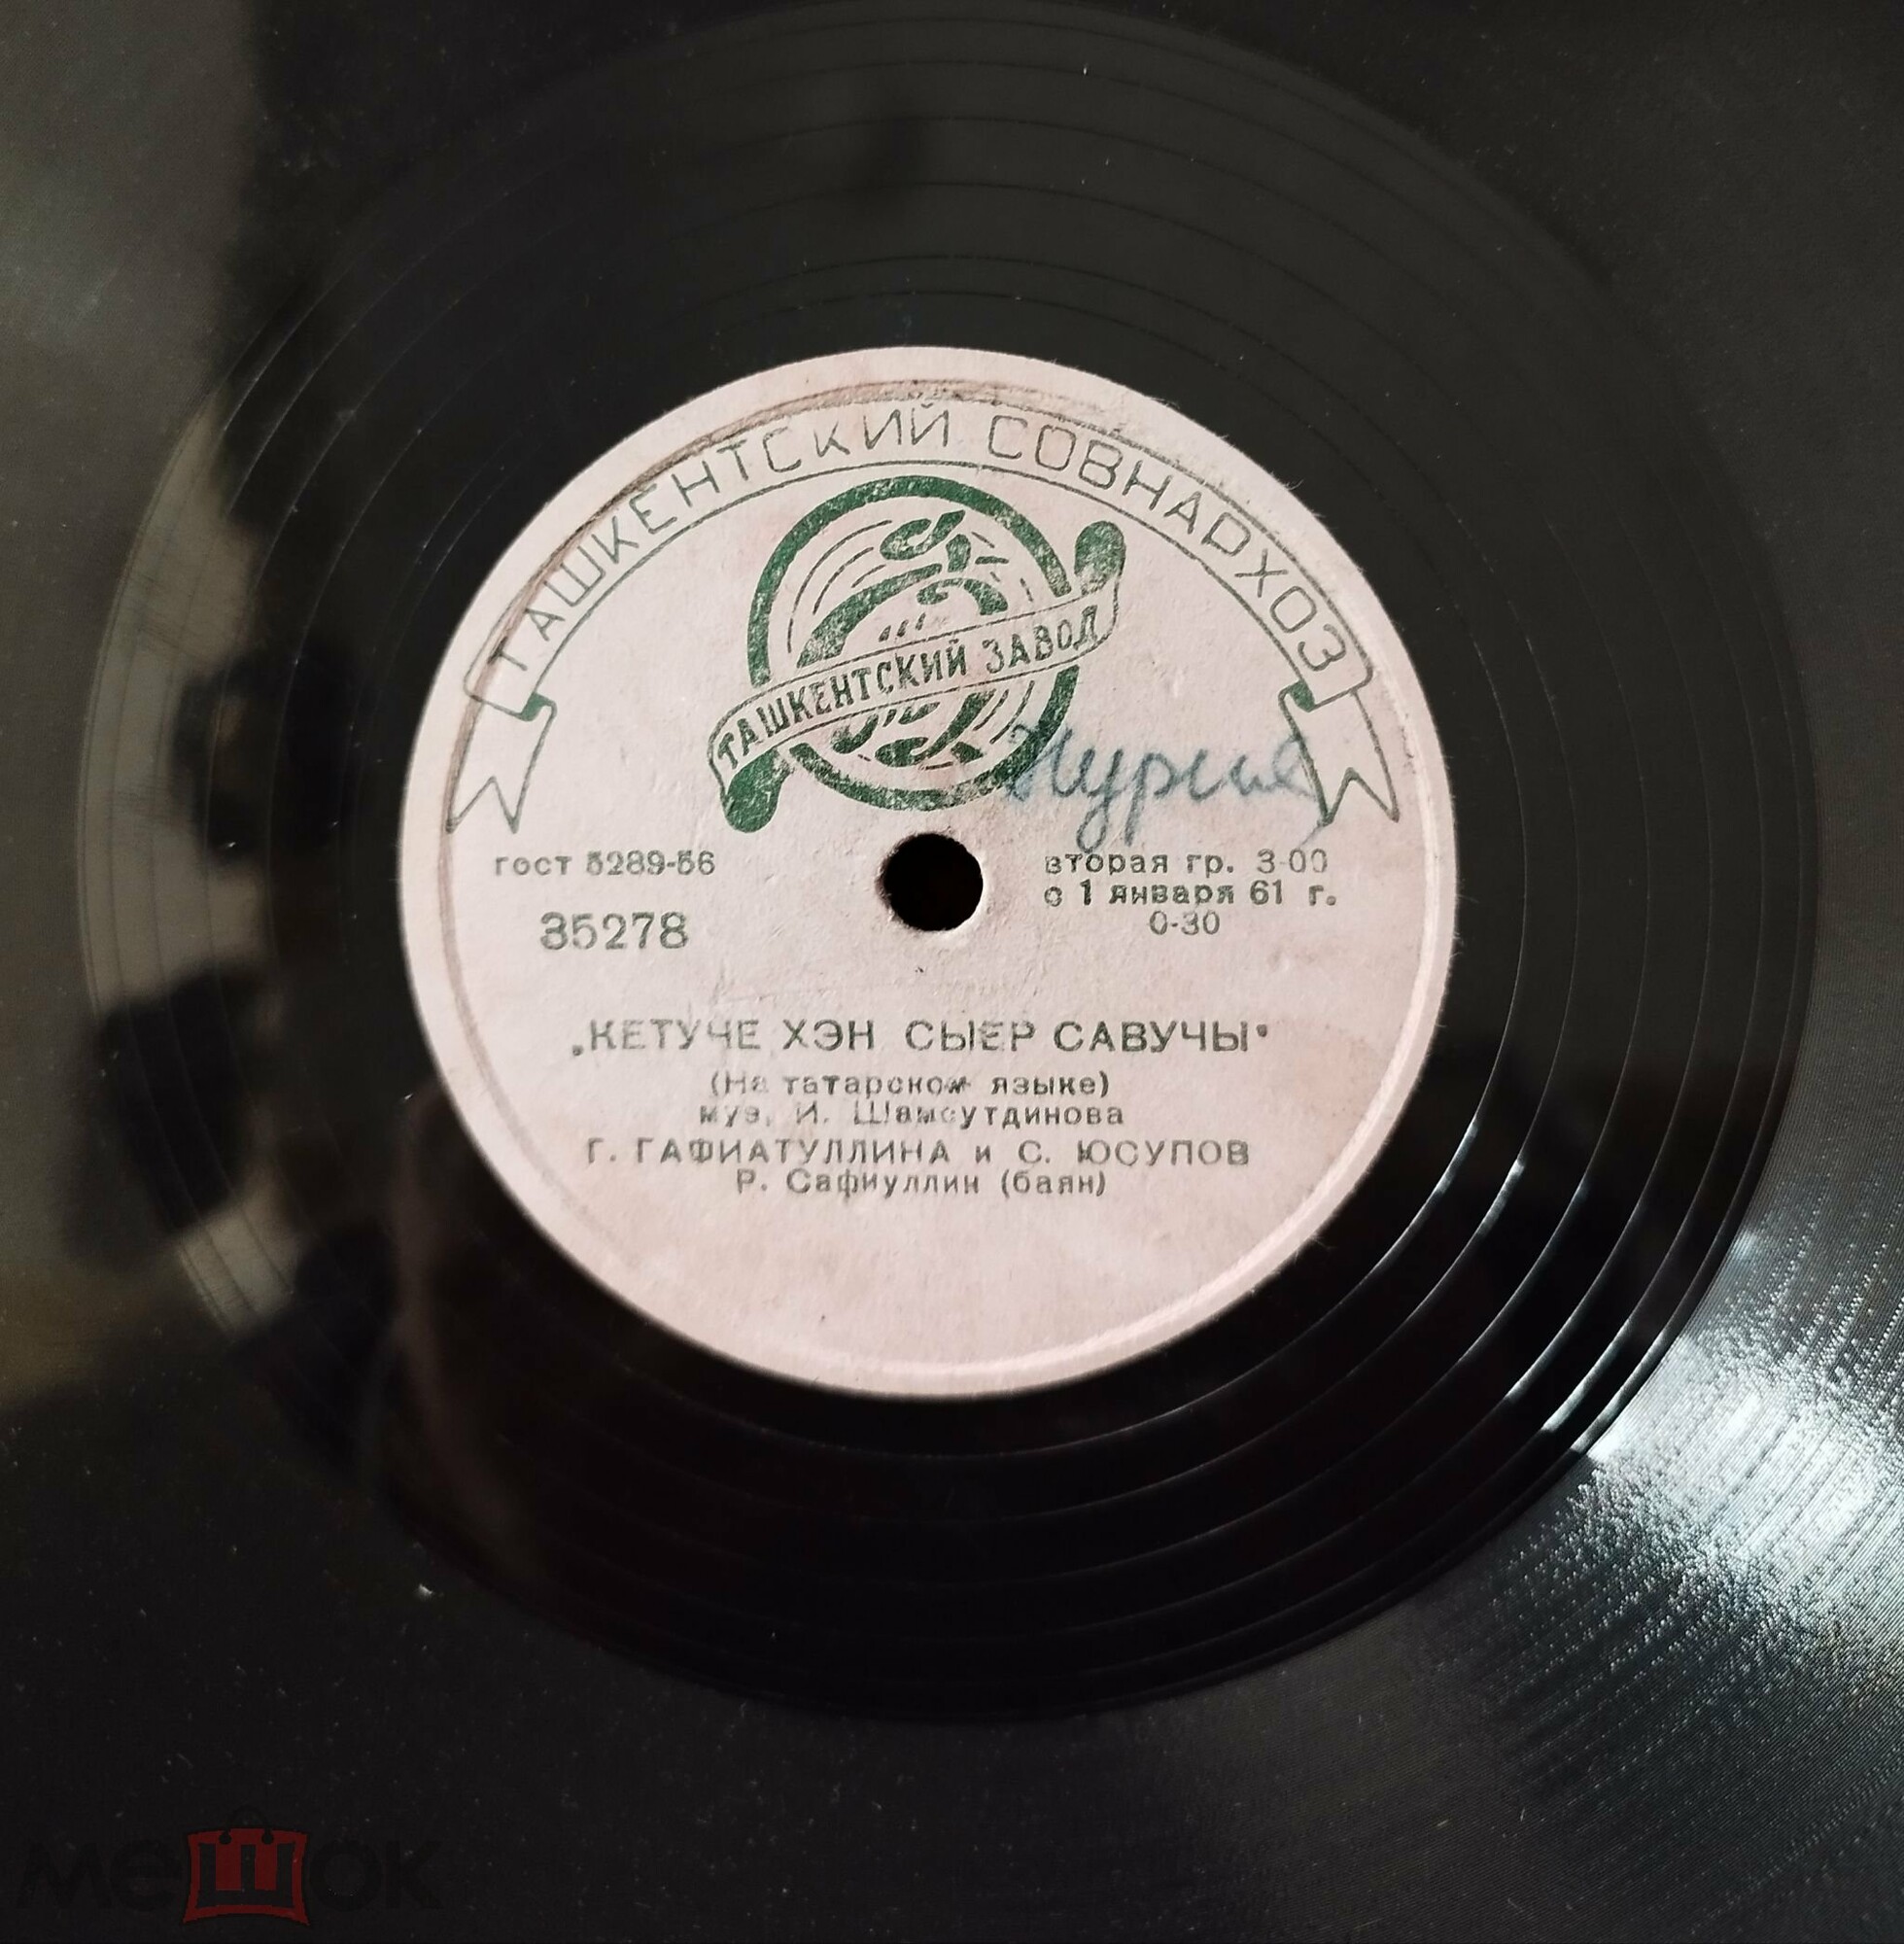 ТАШКЕНТСКИЙ СОВНАРХОЗ
ТАШКЕНТСКИЙ ЗАВОД
гост 5289-56
35278
вторая гр. 3-00
с 1 января 61 г.
0-30
„КЕТУЧЕ ХЭН СЫЕР САВУЧЫ"
(На татарском языке)
муз. И. Шамсутдинова
Г. ГАФИАТУЛЛИНА и С. ЮСУПОВ
Р. Сафиуллин (баян)
мешок